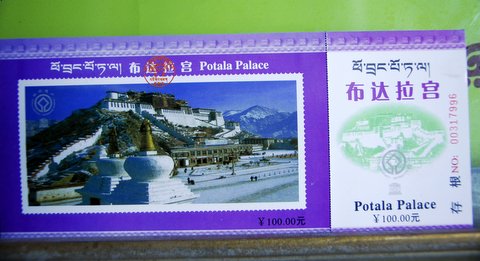 ཕོ་བྲང་པོ་ཏ་ལ། 布达拉宫 Potala Palace
¥100.00元
ཕོ་བྲང་པོ་ཏ་ལ།
布达拉宫
Potala Palace
¥100.00元
存根 NO: 00317996